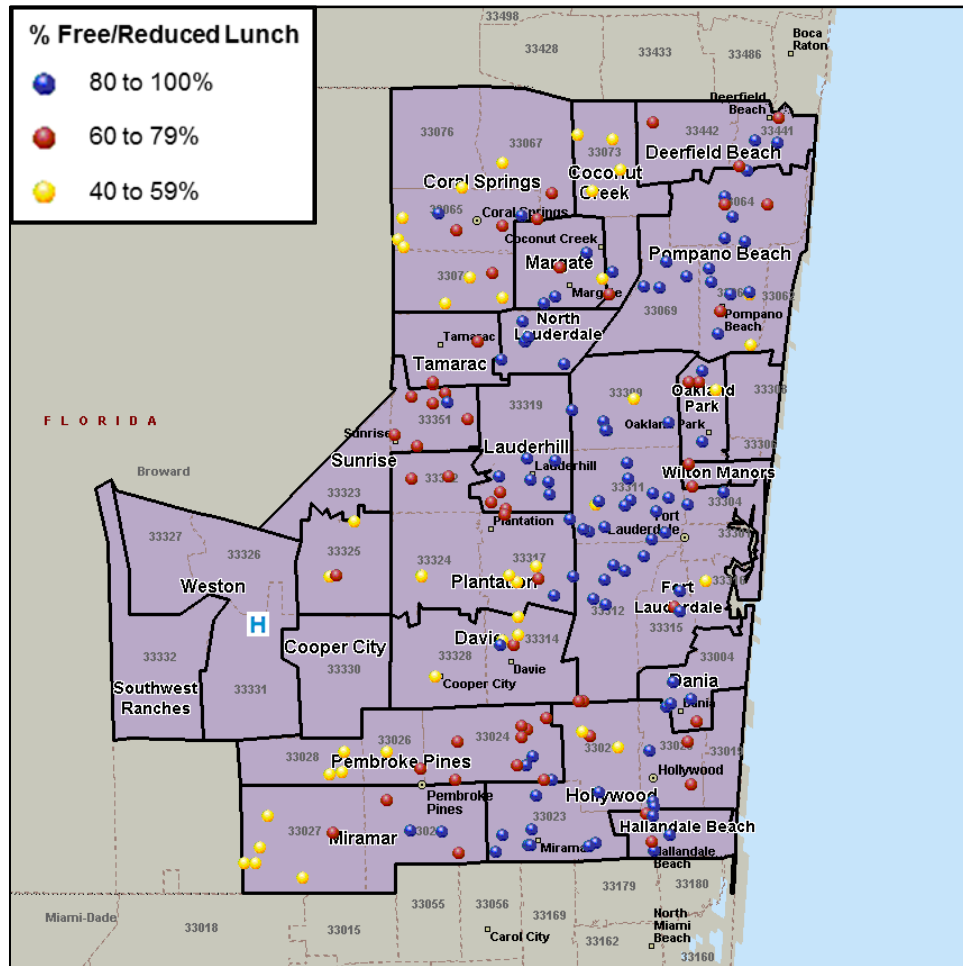 % Free/Reduced Lunch
80 to 100%
60 to 79%
40 to 59%
33498
33428
33433
33486
Boca
Raton
Deerfield
Beach
33076
33067
33073
33442
33441
Deerfield Beach
Coral Springs
Coconut
Creek
33065
Coral Springs
33064
Coconut Creek
Margate
Pompano Beach
Margate
33069
33062
Pompano
Beach
North
Lauderdale
Tamarac
Tamarac
FLORIDA
33319
33309
Oakland
Park
33308
33351
Oakland Park
33306
Sunrise
Lauderhill
Sunrise
Lauderhill
Wilton Manors
Broward
33323
33311
33304
Plantation
Fort
Lauderdale
33327
33326
33325
33324
33317
33316
Weston
Plantation
33312
Fort
Lauderdale
33315
H
Cooper City
Davie
33314
33004
33332
33330
33328
Davie
Dania
Southwest
Ranches
33331
Cooper City
Dania
33028
33026
33024
33019
Pembroke Pines
Hollywood
Pembroke
Pines
Hollywood
33027
Miramar
33023
Miramar
Hallandale Beach
Hallandale
Beach
33179
33180
Miami-Dade
33018
33015
33055
33056
33169
Carol City
33162
North
Miami
Beach
33160